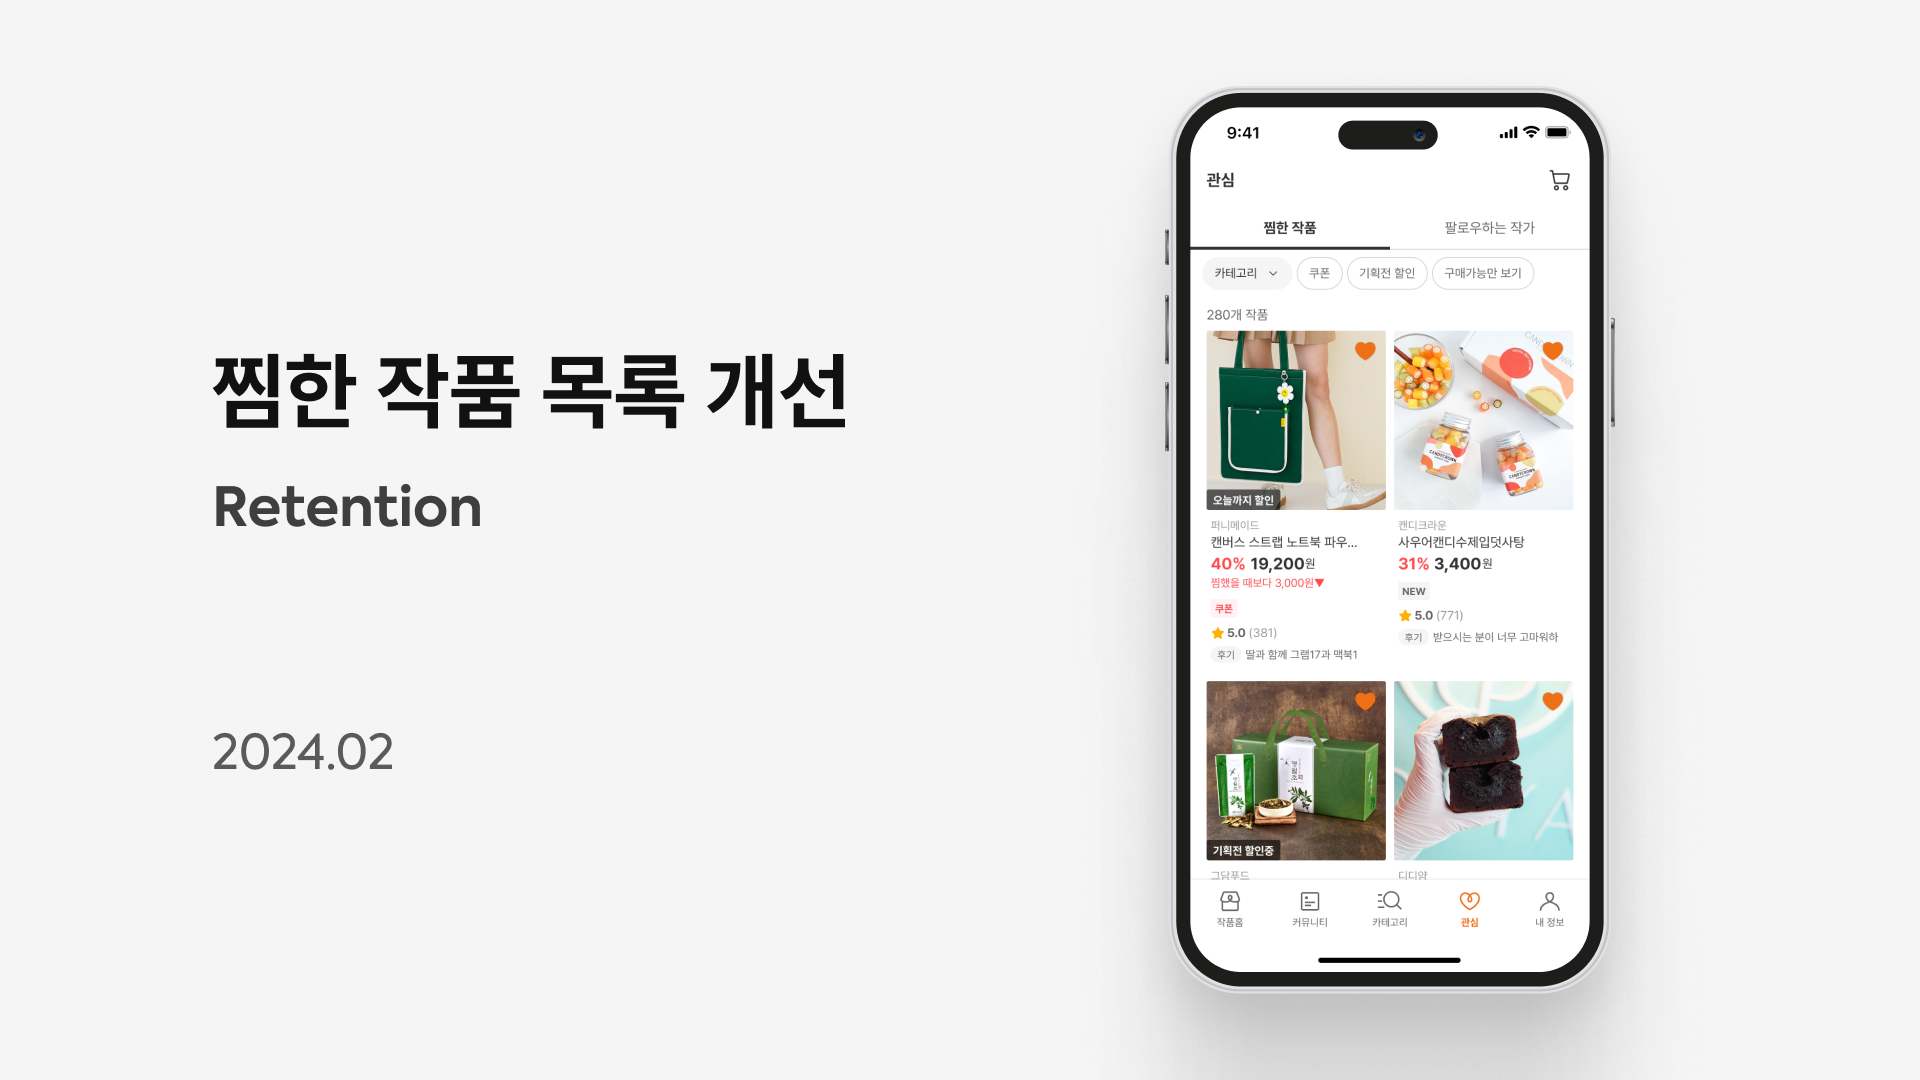 찜한 작품 목록 개선
Retention
2024.02
9:41
관심
찜한 작품
팔로우하는 작가
카테고리
쿠폰
기획전 할인
구매가능만 보기
280개 작품
오늘까지 할인
퍼니메이드
캔버스 스트랩 노트북 파우...
40% 19,200원
찜했을 때보다 3,000원▼
쿠폰
5.0 (381)
후기 딸과 함께 그램17과 맥북1
CANDYCROWN
CANDYCROWN
캔디크라운
사우어캔디수제입덧사탕
31% 3,400원
NEW
5.0 (771)
후기 받으시는 분이 너무 고마워하
기획전 할인중
그담푸드
디디얌
작품홈
커뮤니티
카테고리
관심
내 정보